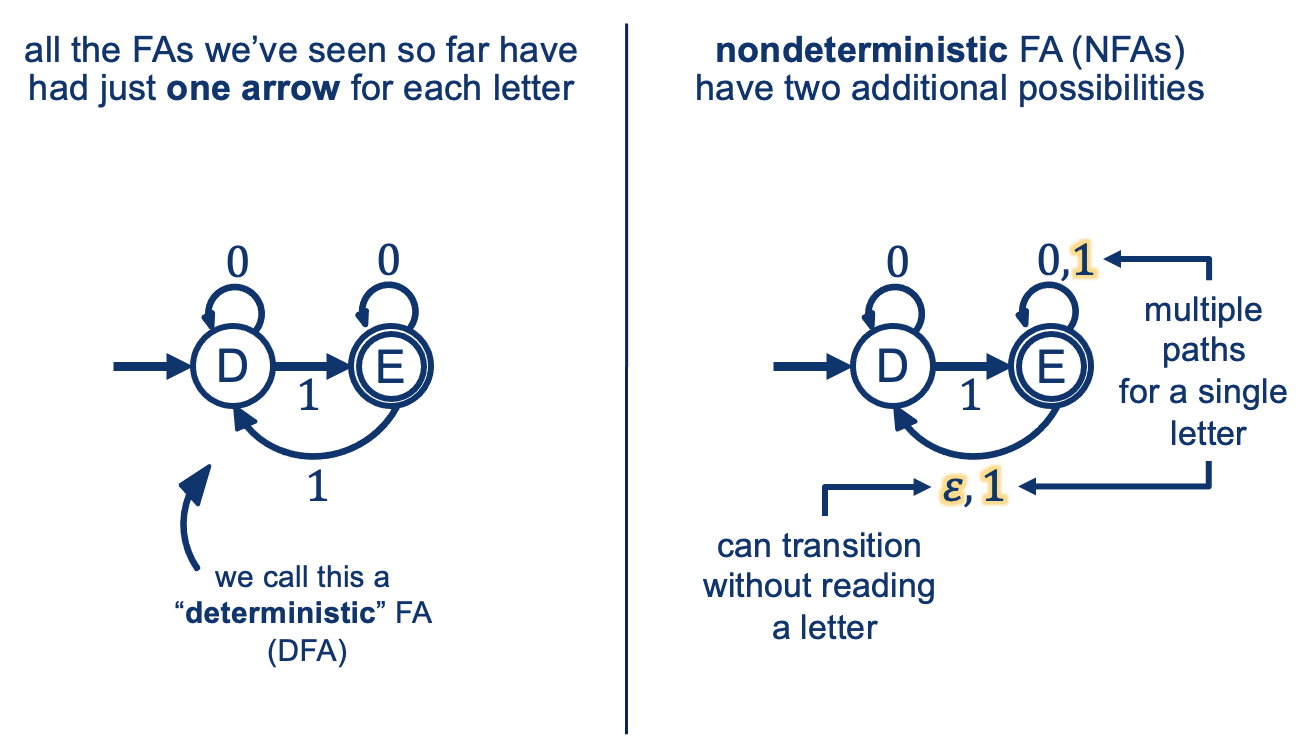 all the FAs we’ve seen so far have
had just one arrow for each letter
0
0
D
E
1
1
we call this a
“deterministic” FA
(DFA)
nondeterministic FA (NFAs)
have two additional possibilities
0
0,1
D
E
1
ε, 1
multiple
paths
for a single
letter
can transition
without reading
a letter